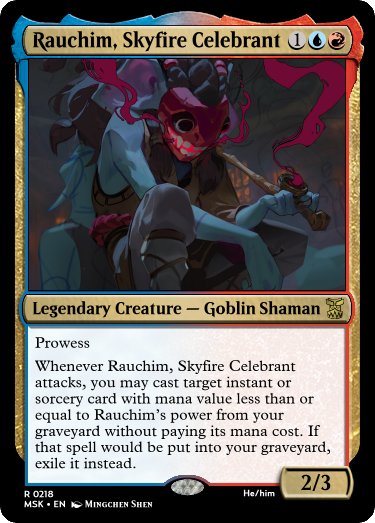 Rauchim, Skyfire Celebrant 1
Legendary Creature — Goblin Shaman
Prowess
Whenever Rauchim, Skyfire Celebrant
attacks, you may cast target instant or
sorcery card with mana value less than or
equal to Rauchim's power from your
graveyard without paying its mana cost. If
that spell would be put into your graveyard,
exile it instead.
2/3
R 0218 He/him
MSK • EN Mingchen Shen